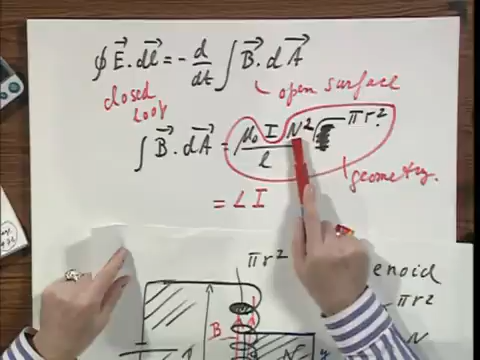 ∮ E⃗ . dl⃗ = - d/dt ∫ B⃗ . dA⃗
closed loop
open surface
∫ B⃗ . dA⃗ = μ₀ I N² / l πr²
geometry.
= L I
πr²
enoid
πr²
B
N
N